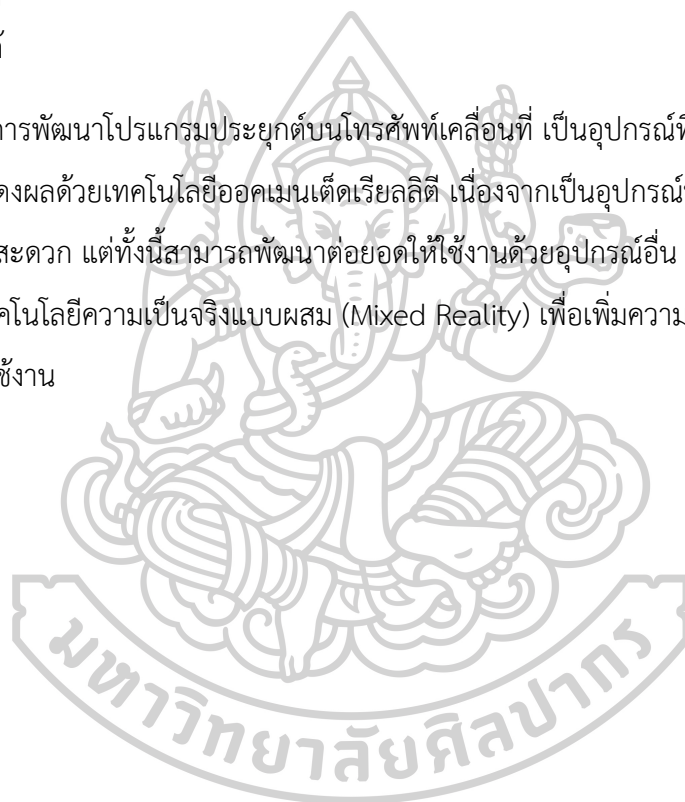 การพัฒนาโปรแกรมประยุกต์บนโทรศัพท์เคลื่อนที่ เป็นอุปกรณ์ที่
ดงผลด้วยเทคโนโลยีออคเมนเต็ดเรียลลิตี เนื่องจากเป็นอุปกรณ์
สะดวก แต่ทั้งนี้สามารถพัฒนาต่อยอดให้ใช้งานด้วยอุปกรณ์อื่น
คโนโลยีความเป็นจริงแบบผสม (Mixed Reality) เพื่อเพิ่มความ
ช้งาน
มหาวิทยาลัยศิลปากร